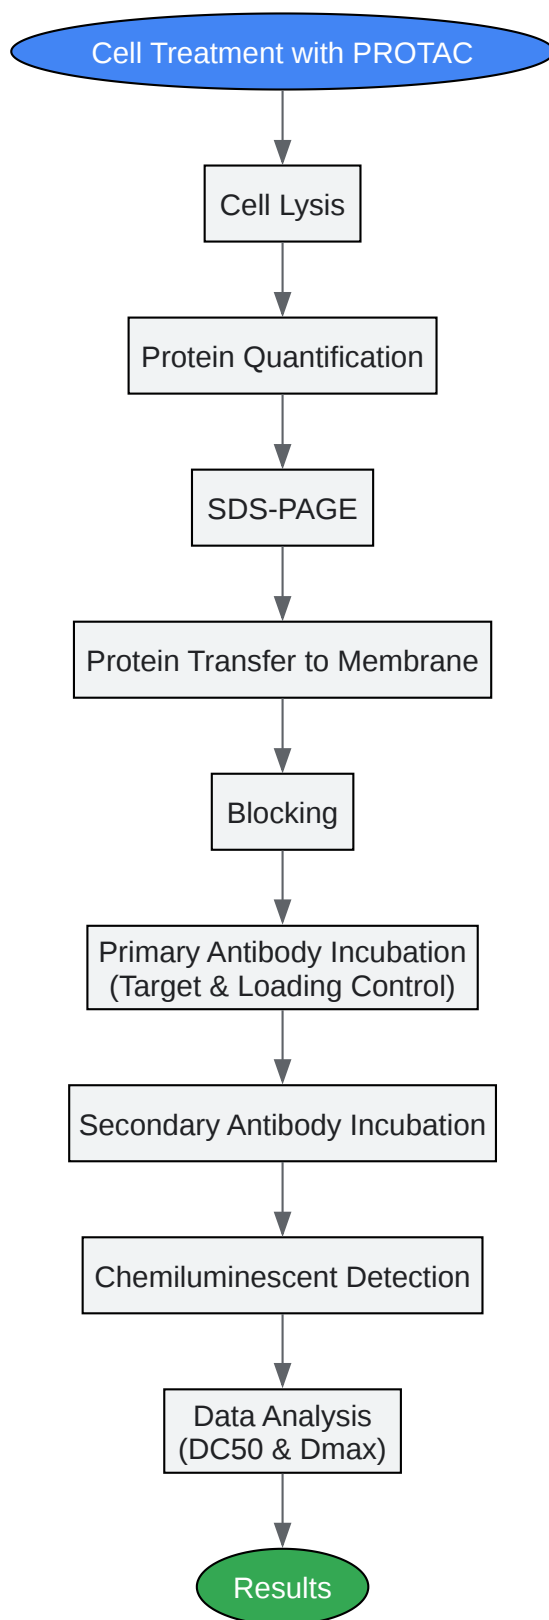 Cell Treatment with PROTAC
Cell Lysis
Protein Quantification
SDS-PAGE
Protein Transfer to Membrane
Blocking
Primary Antibody Incubation
(Target & Loading Control)
Secondary Antibody Incubation
Chemiluminescent Detection
Data Analysis
(DC50 & Dmax)
Results